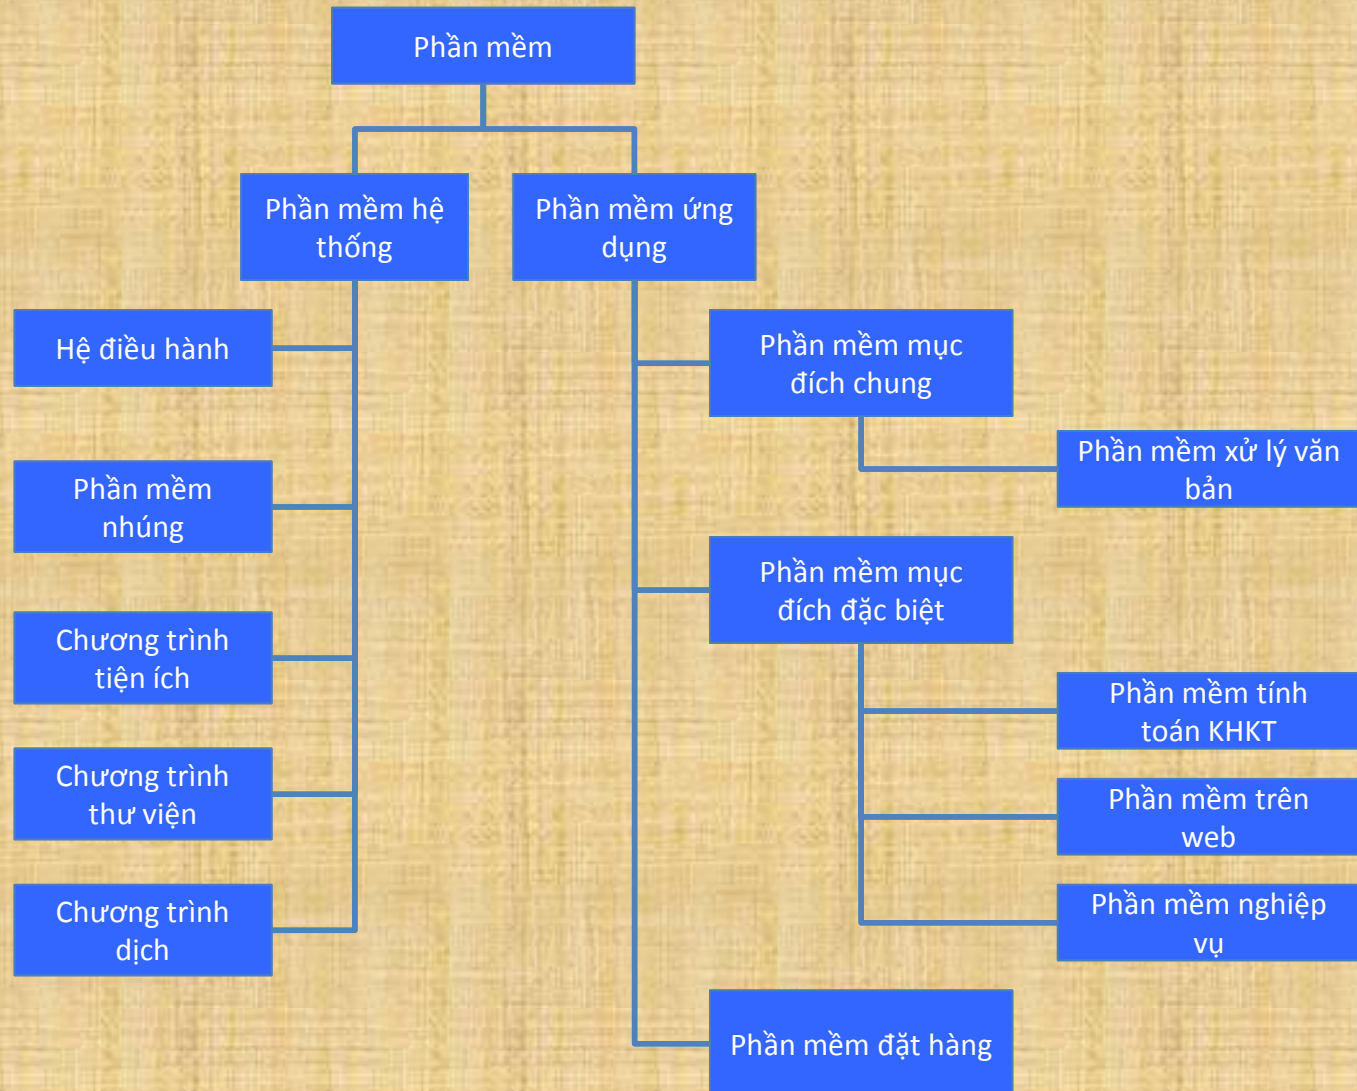 Phần mềm
Phần mềm hệ
thống
Phần mềm ứng
dụng
Hệ điều hành
Phần mềm
nhúng
Chương trình
tiện ích
Chương trình
thư viện
Chương trình
dịch
Phần mềm mục
đích chung
Phần mềm xử lý văn
bản
Phần mềm mục
đích đặc biệt
Phần mềm tính
toán KHKT
Phần mềm trên
web
Phần mềm nghiệp
vụ
Phần mềm đặt hàng